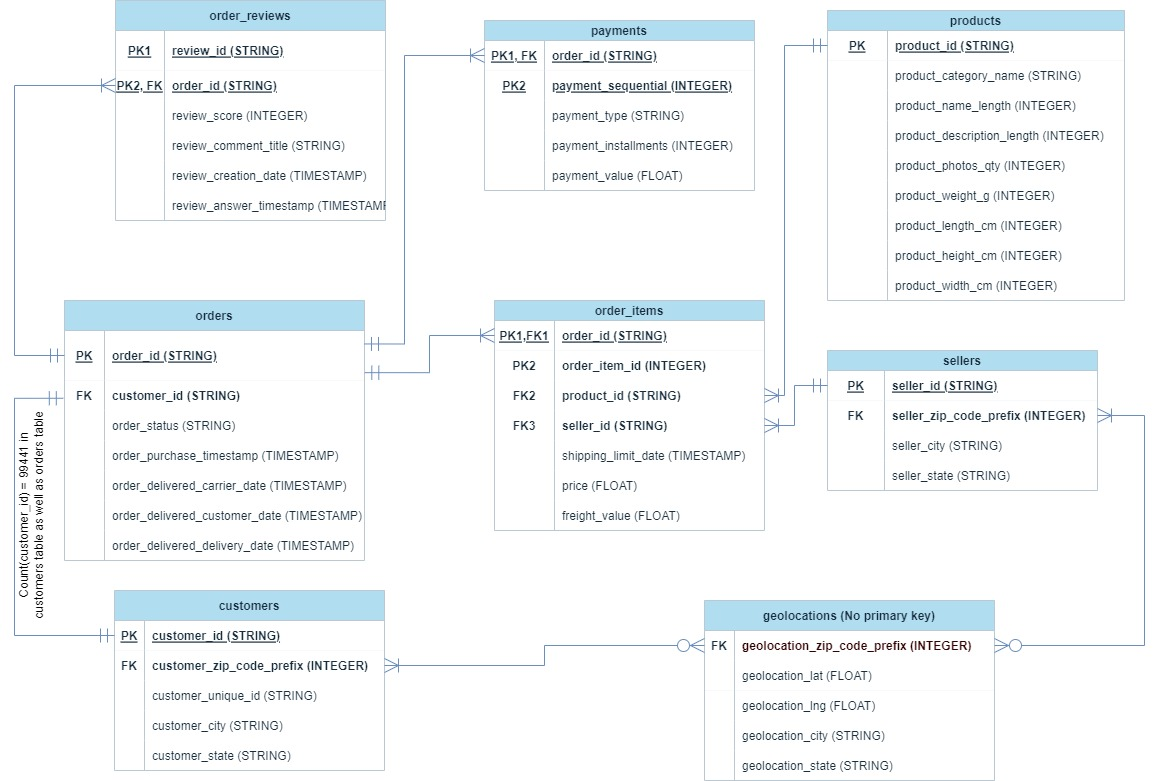 order_reviews
PK1 review_id (STRING)
PK2, FK order_id (STRING)
review_score (INTEGER)
review_comment_title (STRING)
review_creation_date (TIMESTAMP)
review_answer_timestamp (TIMESTAMP
payments
PK1, FK order_id (STRING)
PK2 payment_sequential (INTEGER)
payment_type (STRING)
payment_installments (INTEGER)
payment_value (FLOAT)
products
PK product_id (STRING)
product_category_name (STRING)
product_name_length (INTEGER)
product_description_length (INTEGER)
product_photos_qty (INTEGER)
product_weight_g (INTEGER)
product_length_cm (INTEGER)
product_height_cm (INTEGER)
product_width_cm (INTEGER)
orders
PK order_id (STRING)
FK customer_id (STRING)
order_status (STRING)
order_purchase_timestamp (TIMESTAMP)
order_delivered_carrier_date (TIMESTAMP)
order_delivered_customer_date (TIMESTAMP)
order_delivered_delivery_date (TIMESTAMP)
order_items
PK1,FK1 order_id (STRING)
PK2 order_item_id (INTEGER)
FK2 product_id (STRING)
FK3 seller_id (STRING)
shipping_limit_date (TIMESTAMP)
price (FLOAT)
freight_value (FLOAT)
sellers
PK seller_id (STRING)
FK seller_zip_code_prefix (INTEGER)
seller_city (STRING)
seller_state (STRING)
Count(customer_id) = 99441 in
customers table as well as orders table
customers
PK customer_id (STRING)
FK customer_zip_code_prefix (INTEGER)
customer_unique_id (STRING)
customer_city (STRING)
customer_state (STRING)
geolocations (No primary key)
FK geolocation_zip_code_prefix (INTEGER)
geolocation_lat (FLOAT)
geolocation_lng (FLOAT)
geolocation_city (STRING)
geolocation_state (STRING)